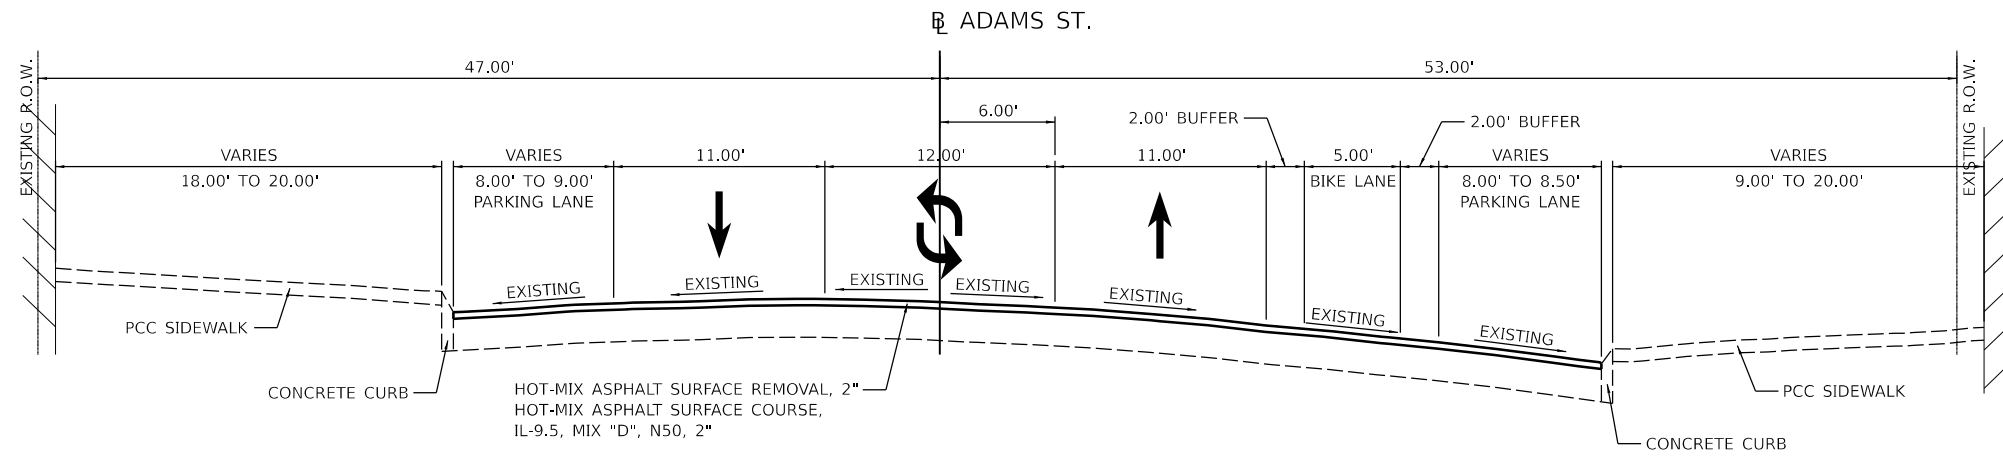 BL ADAMS ST.
EXISTING R.O.W.
47.00'
53.00'
EXISTING R.O.W.
6.00'
2.00' BUFFER
2.00' BUFFER
VARIES
18.00' TO 20.00'
VARIES
8.00' TO 9.00'
PARKING LANE
11.00'
12.00'
11.00'
5.00'
BIKE LANE
VARIES
8.00' TO 8.50'
PARKING LANE
VARIES
9.00' TO 20.00'
EXISTING
EXISTING
EXISTING
EXISTING
EXISTING
EXISTING
EXISTING
PCC SIDEWALK
CONCRETE CURB
HOT-MIX ASPHALT SURFACE REMOVAL, 2"
HOT-MIX ASPHALT SURFACE COURSE,
IL-9.5, MIX "D", N50, 2"
PCC SIDEWALK
CONCRETE CURB